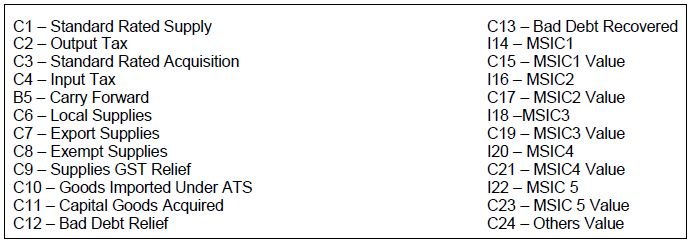 C1 – Standard Rated Supply
C2 – Output Tax
C3 – Standard Rated Acquisition
C4 – Input Tax
B5 – Carry Forward
C6 – Local Supplies
C7 – Export Supplies
C8 – Exempt Supplies
C9 – Supplies GST Relief
C10 – Goods Imported Under ATS
C11 – Capital Goods Acquired
C12 – Bad Debt Relief
C13 – Bad Debt Recovered
I14 – MSIC1
C15 – MSIC1 Value
I16 – MSIC2
C17 – MSIC2 Value
I18 –MSIC3
C19 – MSIC3 Value
I20 – MSIC4
C21 – MSIC4 Value
I22 – MSIC 5
C23 – MSIC 5 Value
C24 – Others Value